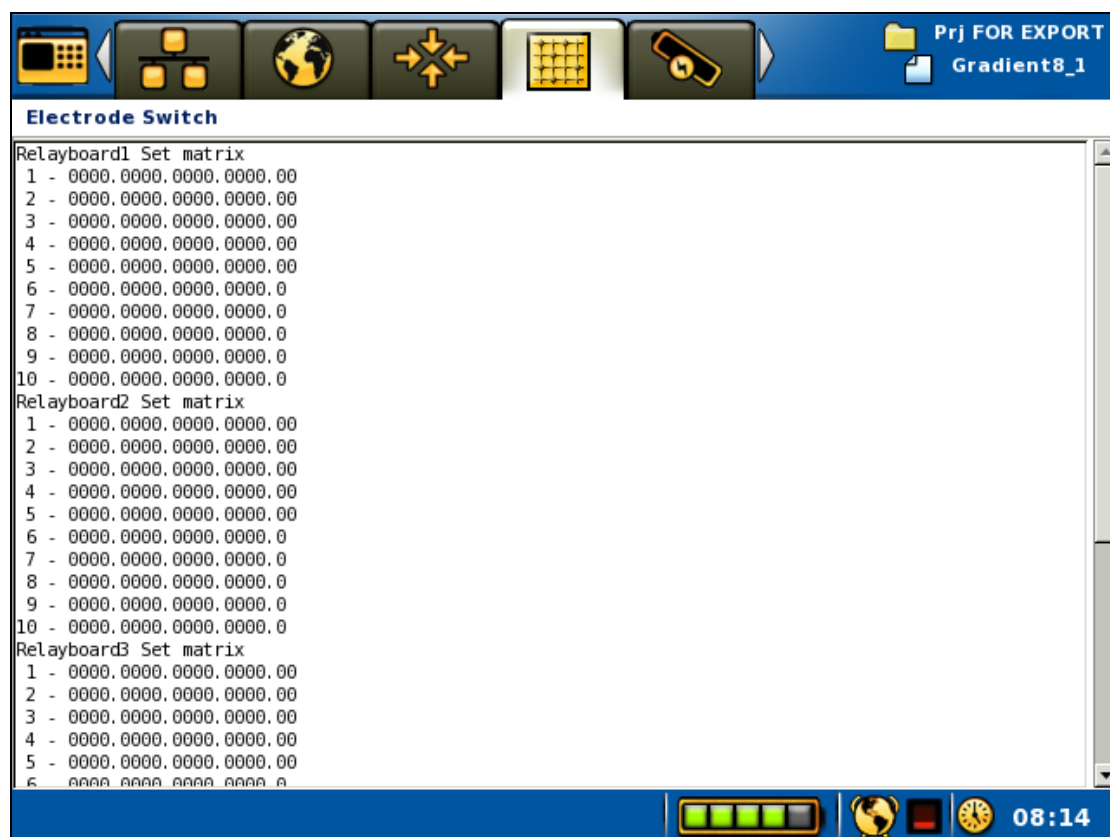 Prj FOR EXPORT
Gradient8_1
Electrode Switch
Relayboard1 Set matrix
1 - 0000.0000.0000.0000.00
2 - 0000.0000.0000.0000.00
3 - 0000.0000.0000.0000.00
4 - 0000.0000.0000.0000.00
5 - 0000.0000.0000.0000.00
6 - 0000.0000.0000.0000.0
7 - 0000.0000.0000.0000.0
8 - 0000.0000.0000.0000.0
9 - 0000.0000.0000.0000.0
10 - 0000.0000.0000.0000.0
Relayboard2 Set matrix
1 - 0000.0000.0000.0000.00
2 - 0000.0000.0000.0000.00
3 - 0000.0000.0000.0000.00
4 - 0000.0000.0000.0000.00
5 - 0000.0000.0000.0000.00
6 - 0000.0000.0000.0000.0
7 - 0000.0000.0000.0000.0
8 - 0000.0000.0000.0000.0
9 - 0000.0000.0000.0000.0
10 - 0000.0000.0000.0000.0
Relayboard3 Set matrix
1 - 0000.0000.0000.0000.00
2 - 0000.0000.0000.0000.00
3 - 0000.0000.0000.0000.00
4 - 0000.0000.0000.0000.00
5 - 0000.0000.0000.0000.00
6 - 0000.0000.0000.0000.0
08:14